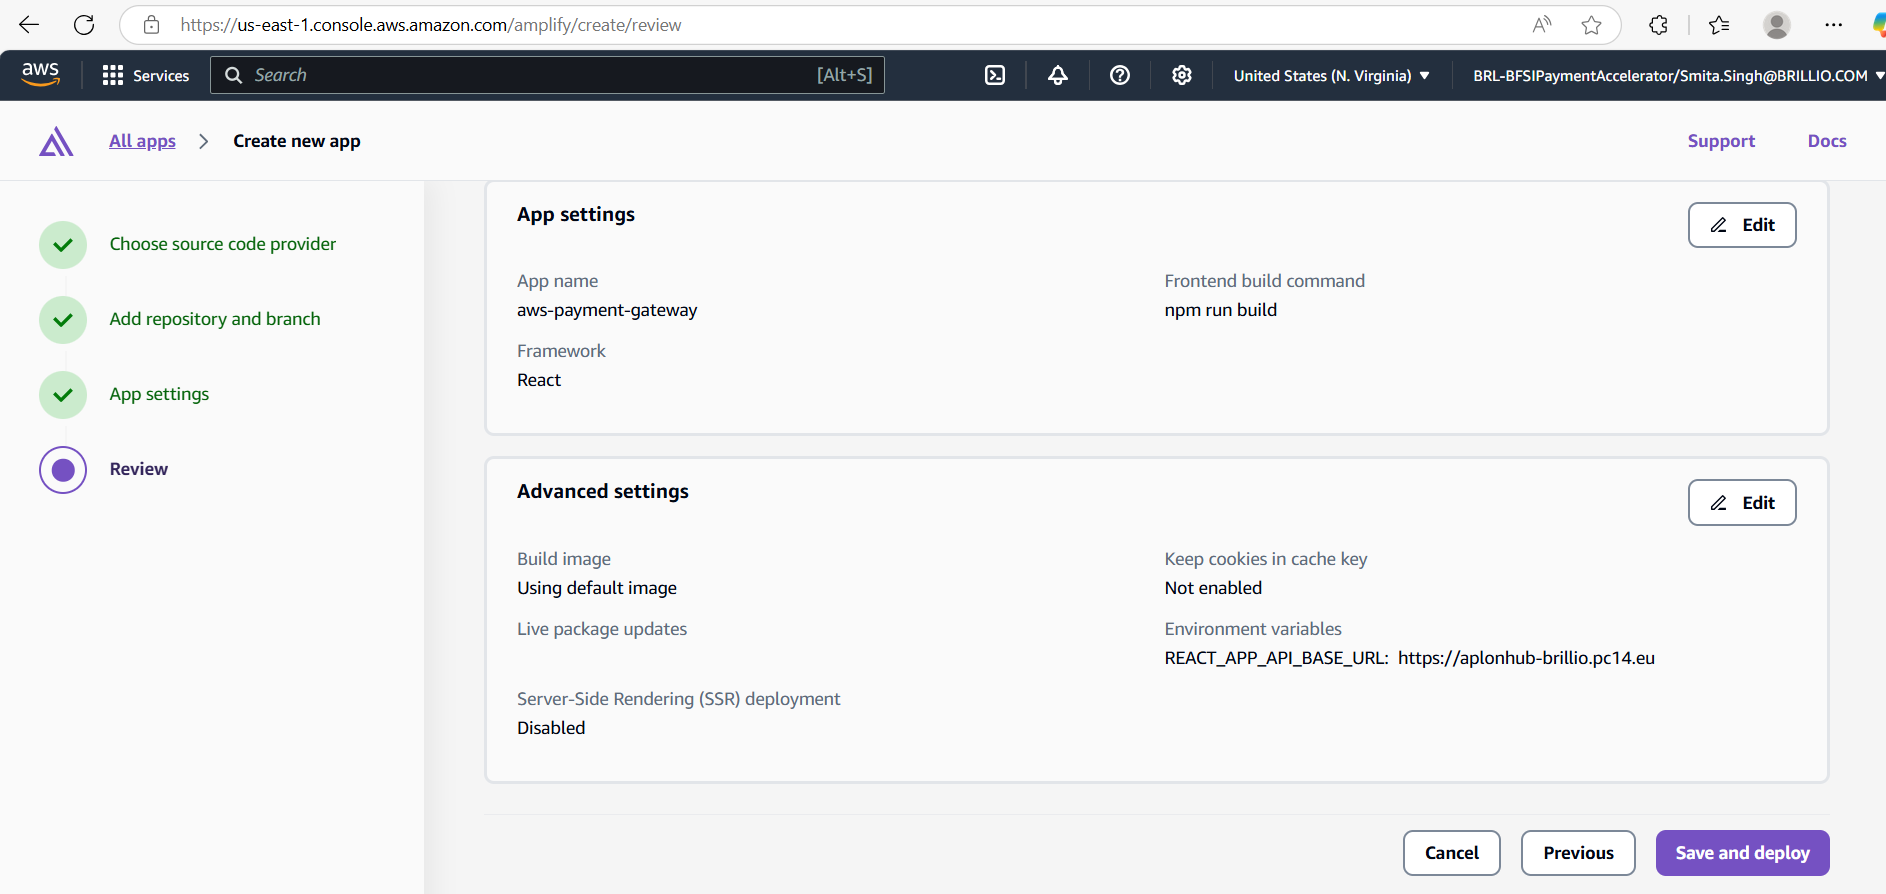 https://us-east-1.console.aws.amazon.com/amplify/create/review
aws
Services
Search
[Alt+S]
United States (N. Virginia)
BRL-BFSIPaymentAccelerator/Smita.Singh@BRILLIO.COM
All apps
Create new app
Support
Docs
Choose source code provider
Add repository and branch
App settings
Review
App settings
Edit
App name
aws-payment-gateway
Frontend build command
npm run build
Framework
React
Advanced settings
Edit
Build image
Using default image
Keep cookies in cache key
Not enabled
Live package updates
Environment variables
REACT_APP_API_BASE_URL: https://aplonhub-brillio.pc14.eu
Server-Side Rendering (SSR) deployment
Disabled
Cancel
Previous
Save and deploy